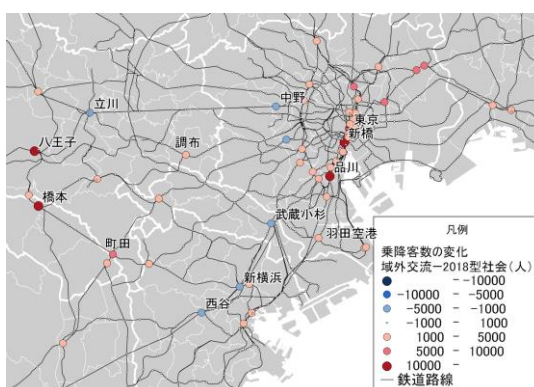 中野
立川
東京
新橋
八王子
調布
品川
橋本
武蔵小杉
羽田空港
町田
新横浜
西谷
凡例
乗降客数の変化
域外交流－2018型社会（人）
- -10000
-10000 - -5000
-5000 - -1000
-1000 - 1000
1000 - 5000
5000 - 10000
10000 -
鉄道路線